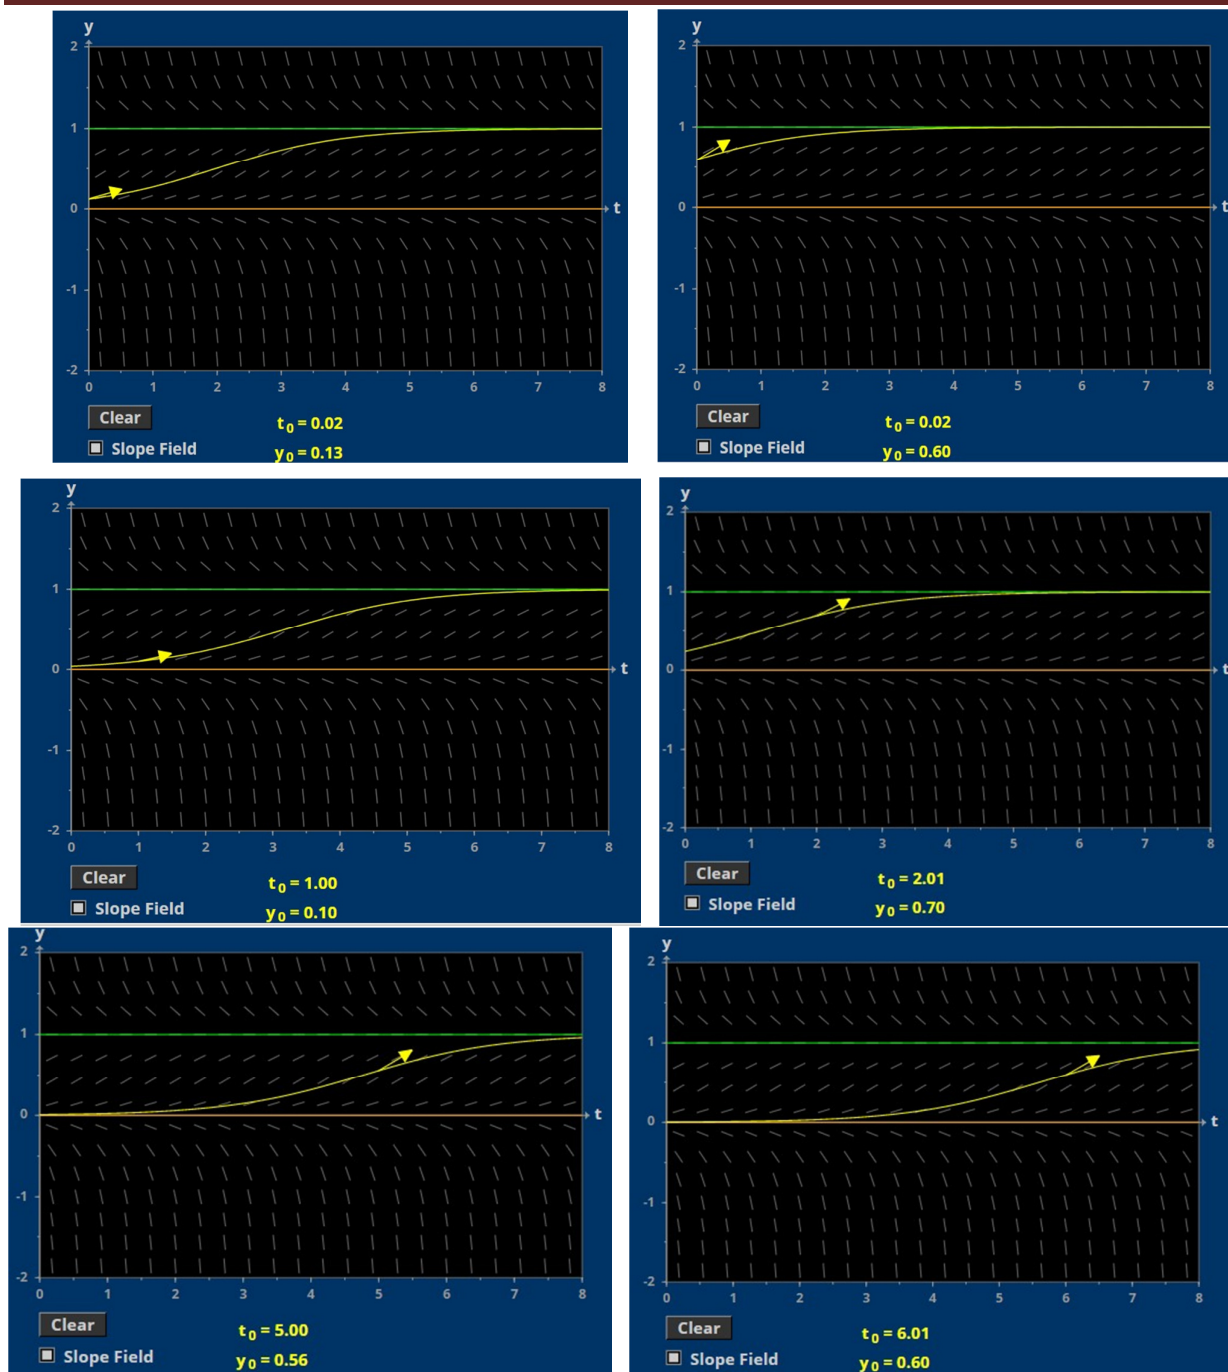 y
2
1
0
-1
-2
0 1 2 3 4 5 6 7 8
t
Clear
t0 = 0.02
Slope Field
y0 = 0.13
y
2
1
0
-1
-2
0 1 2 3 4 5 6 7 8
t
Clear
t0 = 0.02
Slope Field
y0 = 0.60
y
2
1
0
-1
-2
0 1 2 3 4 5 6 7 8
t
Clear
t0 = 1.00
Slope Field
y0 = 0.10
y
2
1
0
-1
-2
0 1 2 3 4 5 6 7 8
t
Clear
t0 = 2.01
Slope Field
y0 = 0.70
y
2
1
0
-1
-2
0 1 2 3 4 5 6 7 8
t
Clear
t0 = 5.00
Slope Field
y0 = 0.56
y
2
1
0
-1
-2
0 1 2 3 4 5 6 7 8
t
Clear
t0 = 6.01
Slope Field
y0 = 0.60